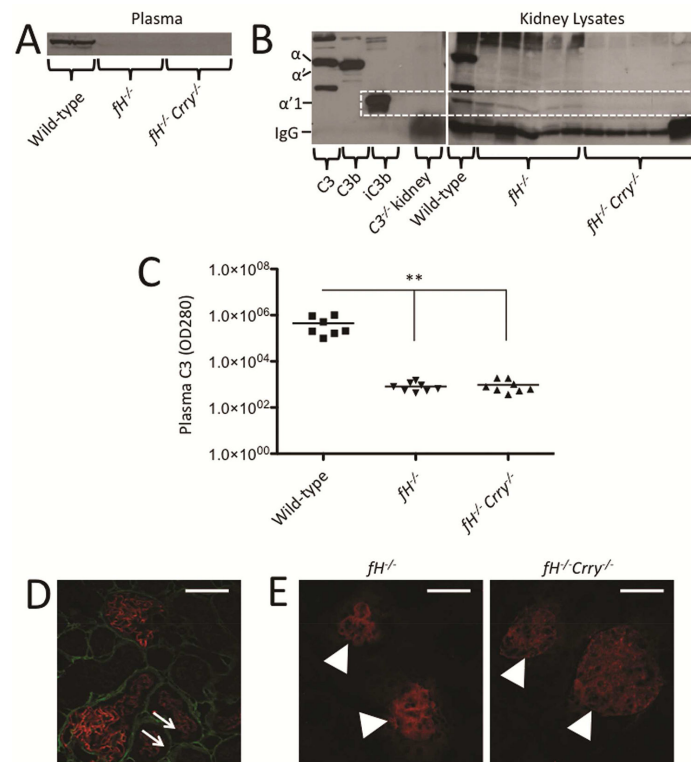 A
Plasma
Wild-type
fH-/-
fH-/- Crry-/-
B
Kidney Lysates
α
α'
α'1
IgG
C3
C3b
iC3b
C3-/- kidney
Wild-type
fH-/-
fH-/- Crry-/-
C
Plasma C3 (OD280)
1.0×10^08
1.0×10^06
1.0×10^04
1.0×10^02
1.0×10^00
**
Wild-type
fH-/-
fH-/- Crry-/-
D
E
fH-/-
fH-/-Crry-/-